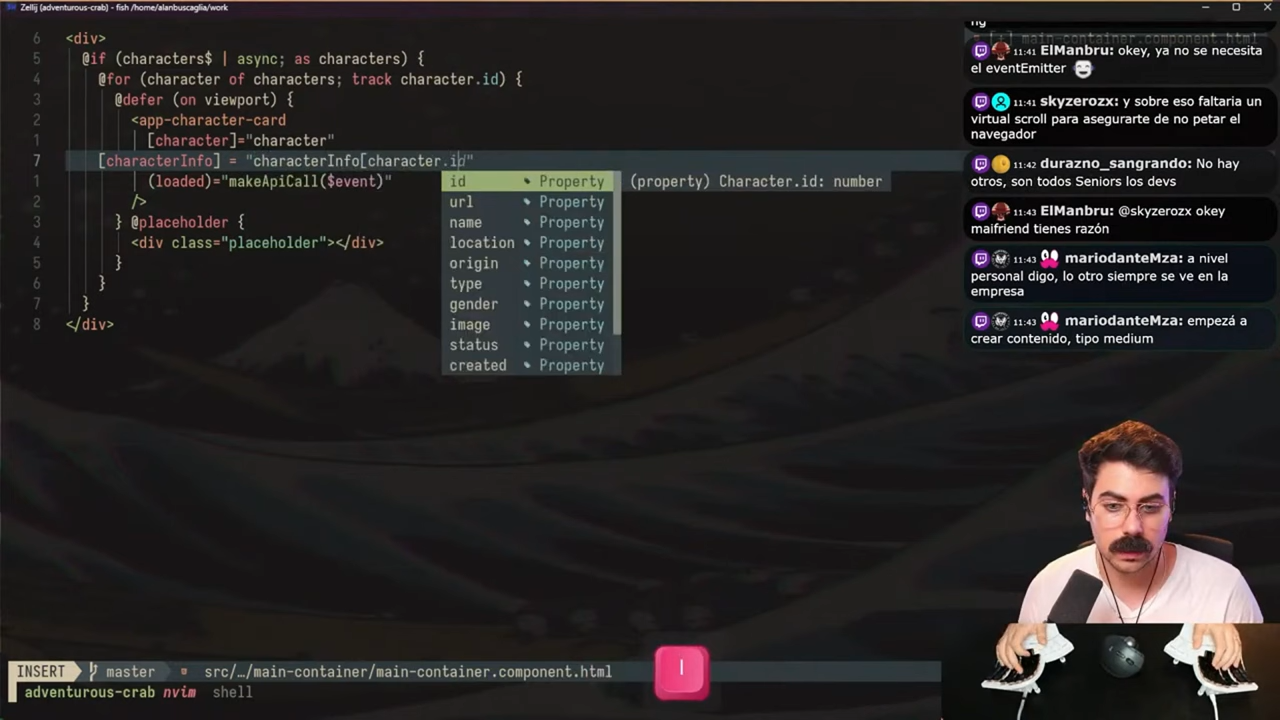 Zellij (adventurous-crab) - fish /home/alanbuscaglia/work
6 <div>
5 @if (characters$ | async; as characters) {
4 @for (character of characters; track character.id) {
3 @defer (on viewport) {
2 <app-character-card
1 [character]="character"
7 [characterInfo] = "characterInfo[character.id"
1 (loaded)="makeApiCall($event)"
2 />
3 } @placeholder {
4 <div class="placeholder"></div>
5 }
6 }
7 }
8 </div>
id Property (property) Character.id: number
url Property
name Property
location Property
origin Property
type Property
gender Property
image Property
status Property
created Property
ng
[+] main-container.component.html
11:41 ElManbru: okey, ya no se necesita
el eventEmitter
11:41 skyzerozx: y sobre eso faltaria un
virtual scroll para asegurarte de no petar el
navegador
11:42 durazno_sangrando: No hay
otros, son todos Seniors los devs
11:43 ElManbru: @skyzerozx okey
maifriend tienes razón
11:43 mariodanteMza: a nivel
personal digo, lo otro siempre se ve en la
empresa
11:43 mariodanteMza: empezá a
crear contenido, tipo medium
I
INSERT master src/…/main-container/main-container.component.html
adventurous-crab nvim shell